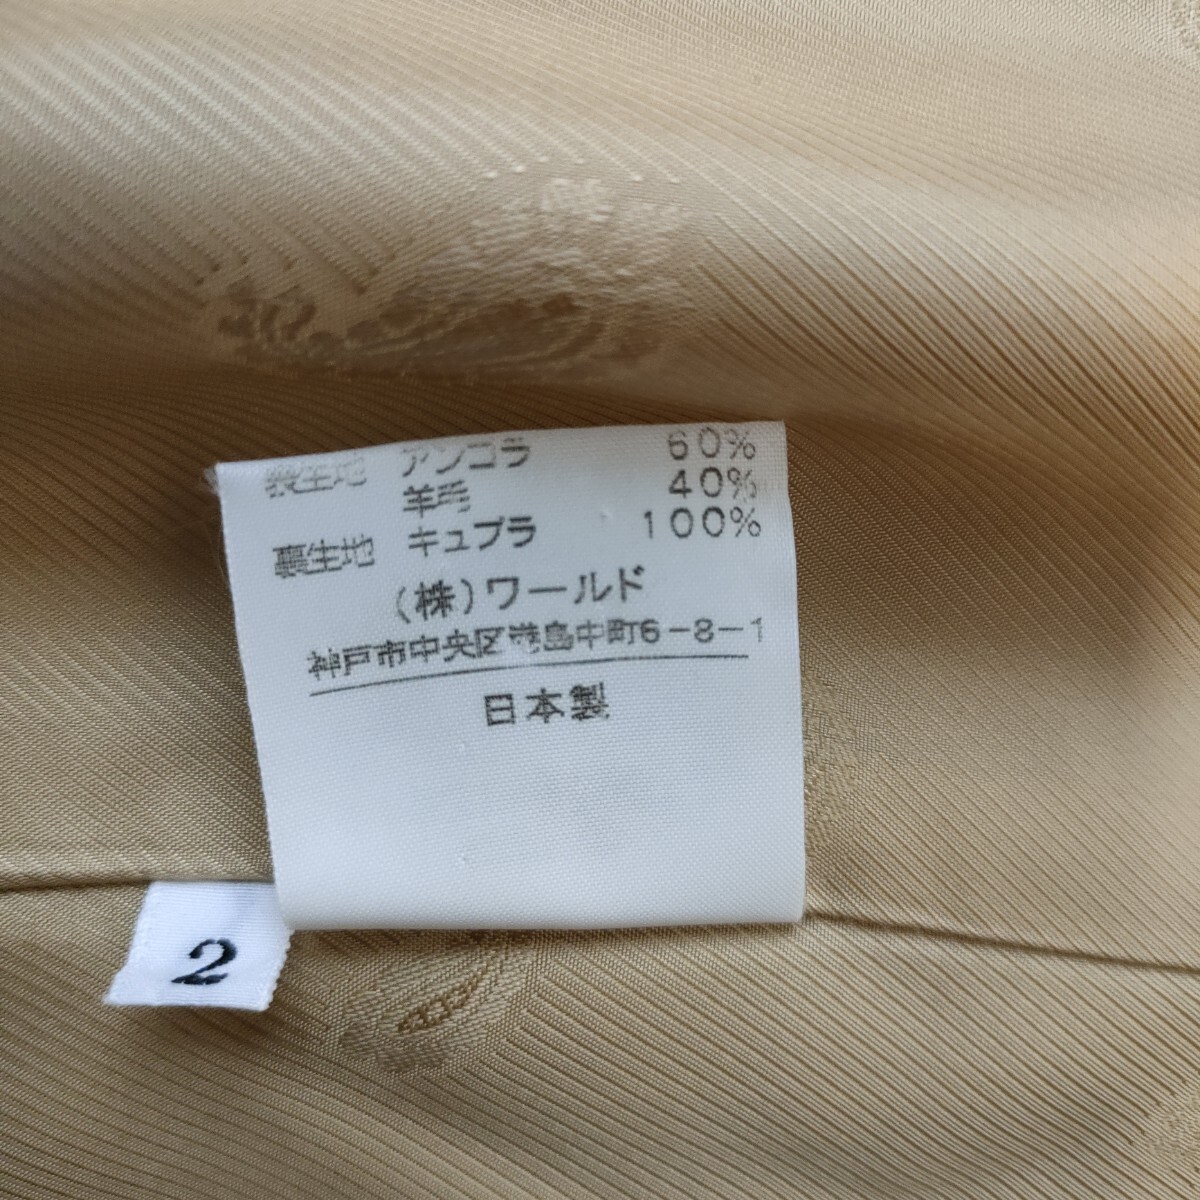 表生地 アンゴラ 60%
羊毛 40%
裏生地 キュプラ 100%
(株)ワールド
神戸市中央区港島中町6-8-1
日本製
2